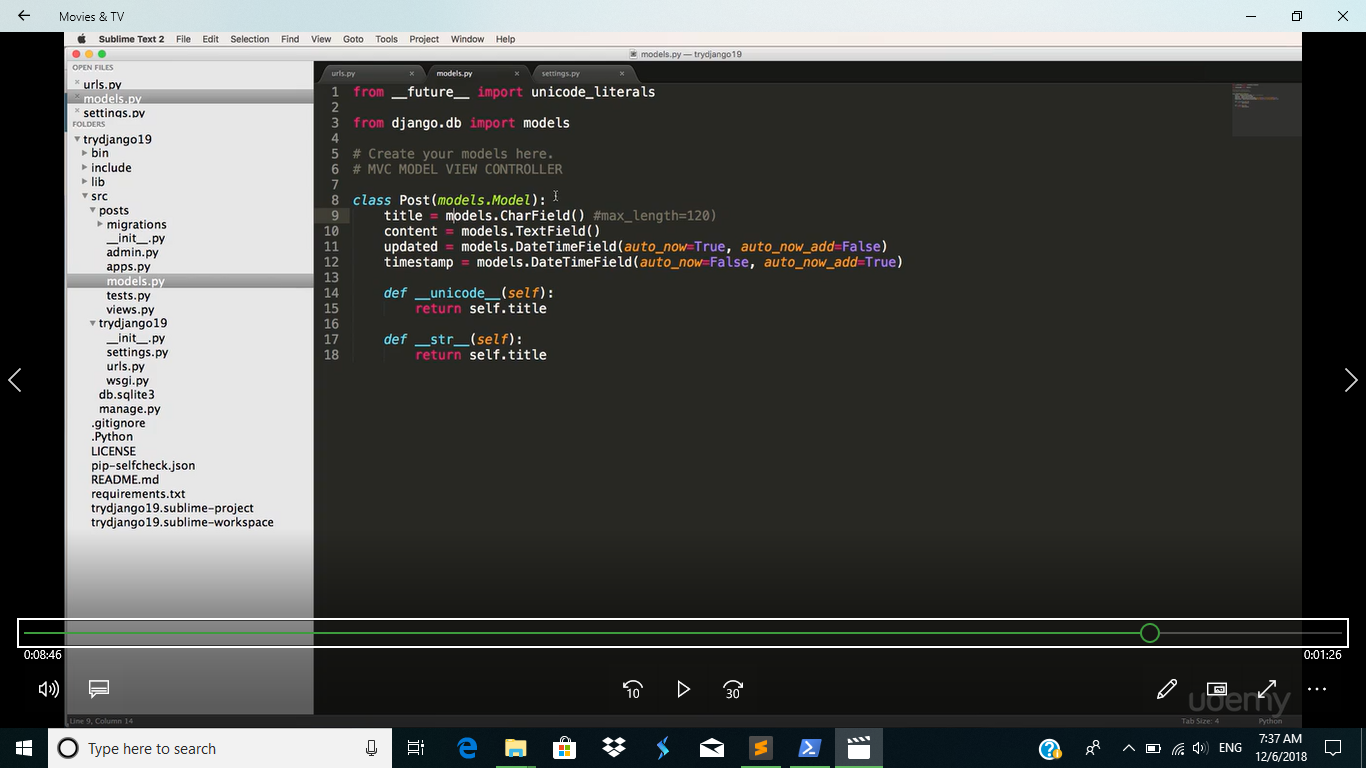 Movies & TV
Sublime Text 2 File Edit Selection Find View Goto Tools Project Window Help
models.py — trydjango19
OPEN FILES
urls.py
models.py
settings.py
FOLDERS
trydjango19
bin
include
lib
src
posts
migrations
__init__.py
admin.py
apps.py
models.py
tests.py
views.py
trydjango19
__init__.py
settings.py
urls.py
wsgi.py
db.sqlite3
manage.py
.gitignore
.Python
LICENSE
pip-selfcheck.json
README.md
requirements.txt
trydjango19.sublime-project
trydjango19.sublime-workspace
urls.py models.py settings.py
1 from __future__ import unicode_literals
2
3 from django.db import models
4
5 # Create your models here.
6 # MVC MODEL VIEW CONTROLLER
7
8 class Post(models.Model):
9 title = models.CharField() #max_length=120)
10 content = models.TextField()
11 updated = models.DateTimeField(auto_now=True, auto_now_add=False)
12 timestamp = models.DateTimeField(auto_now=False, auto_now_add=True)
13
14 def __unicode__(self):
15 return self.title
16
17 def __str__(self):
18 return self.title
0:08:46 0:01:26
10 30
udemy
Line 9, Column 14 Tab Size: 4 Python
Type here to search
ENG
7:37 AM
12/6/2018